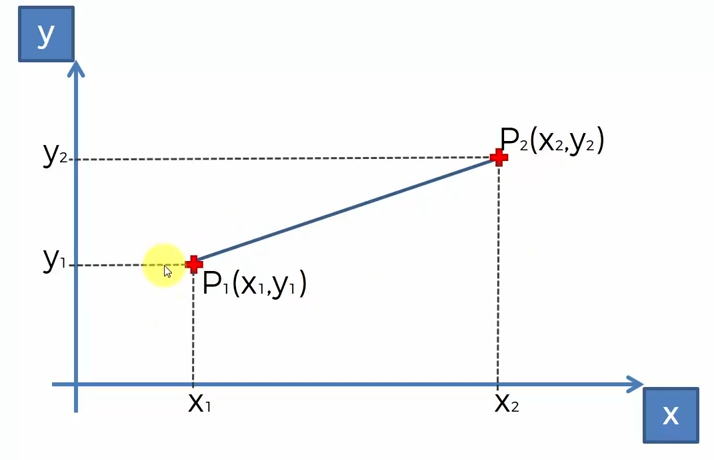 y
P₂(x₂,y₂)
y₂
y₁
P₁(x₁,y₁)
x₁
x₂
x